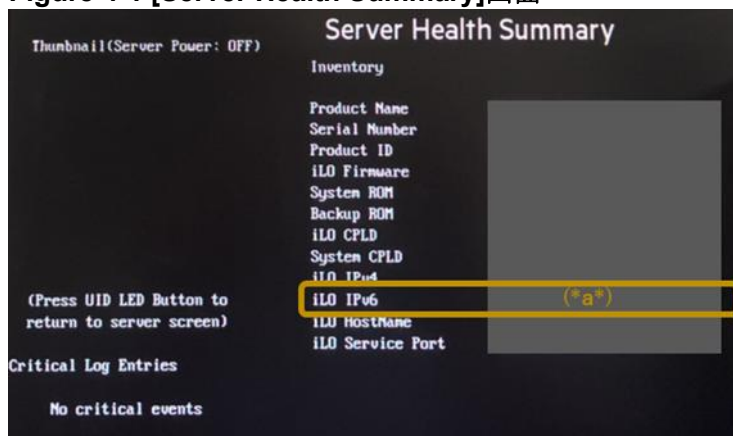 Figure 4-1 [Server Health Summary]画面
Server Health Summary
Thumbnail(Server Power: OFF)
Inventory
Product Name
Serial Number
Product ID
iLO Firmware
System ROM
Backup ROM
iLO CPLD
System CPLD
iLO IPv4
iLO IPv6 (*a*)
iLO HostName
iLO Service Port
(Press UID LED Button to
return to server screen)
Critical Log Entries
No critical events